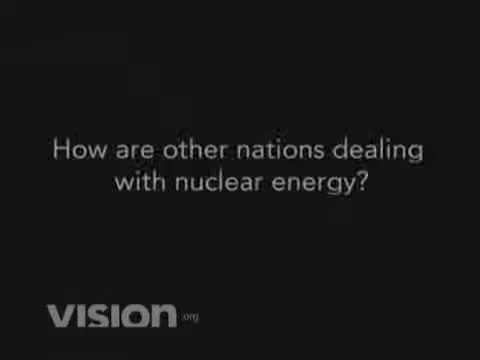 How are other nations dealing
with nuclear energy?
VISION.org